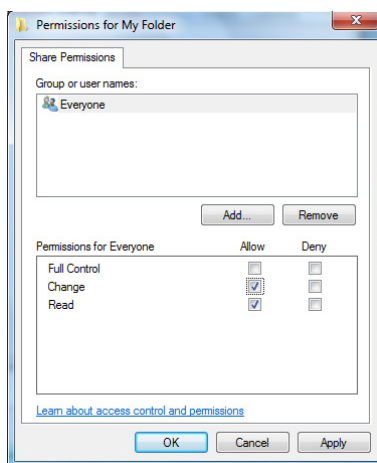 Permissions for My Folder
Share Permissions
Group or user names:
Everyone
Add... Remove
Permissions for Everyone Allow Deny
Full Control
Change
Read
Learn about access control and permissions
OK Cancel Apply